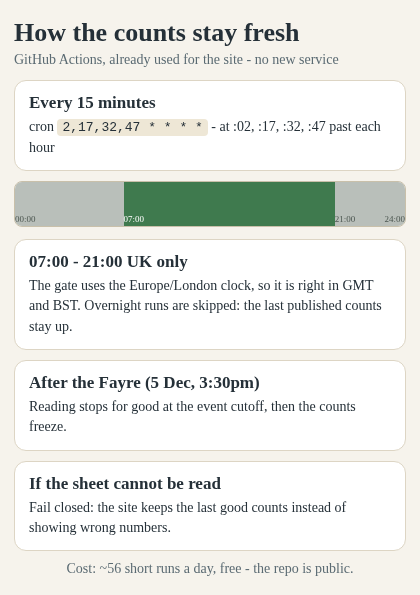 How the counts stay fresh
GitHub Actions, already used for the site - no new service
Every 15 minutes
cron 2,17,32,47 * * * * - at :02, :17, :32, :47 past each
hour
00:00 07:00 21:00 24:00
07:00 - 21:00 UK only
The gate uses the Europe/London clock, so it is right in GMT
and BST. Overnight runs are skipped: the last published counts
stay up.
After the Fayre (5 Dec, 3:30pm)
Reading stops for good at the event cutoff, then the counts
freeze.
If the sheet cannot be read
Fail closed: the site keeps the last good counts instead of
showing wrong numbers.
Cost: ~56 short runs a day, free - the repo is public.